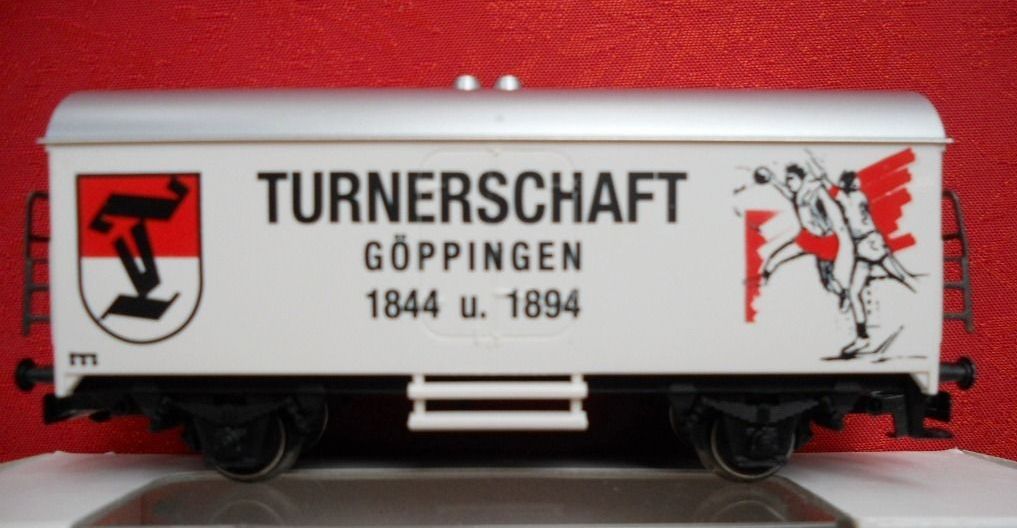 TURNERSCHAFT
GÖPPINGEN
1844 u. 1894